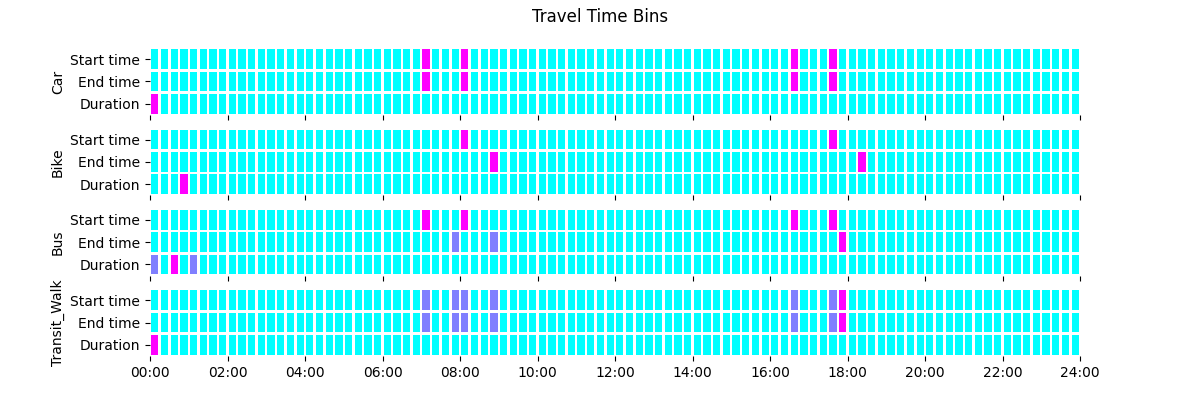 Travel Time Bins
Car
Start time
End time
Duration
Bike
Start time
End time
Duration
Bus
Start time
End time
Duration
Transit_Walk
Start time
End time
Duration
00:00 02:00 04:00 06:00 08:00 10:00 12:00 14:00 16:00 18:00 20:00 22:00 24:00